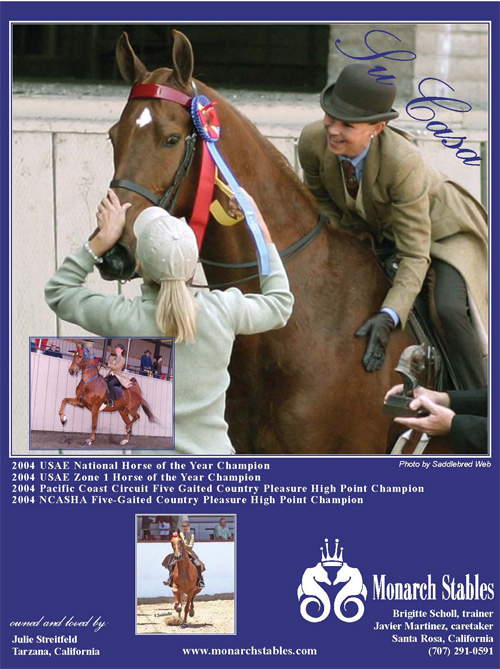 Su Casa
Photo by Saddlebred Web
2004 USAE National Horse of the Year Champion
2004 USAE Zone 1 Horse of the Year Champion
2004 Pacific Coast Circuit Five Gaited Country Pleasure High Point Champion
2004 NCASHA Five-Gaited Country Pleasure High Point Champion
Monarch Stables
Brigitte Scholl, trainer
Javier Martinez, caretaker
Santa Rosa, California
(707) 291-0591
owned and loved by:
Julie Streitfeld
Tarzana, California
www.monarchstables.com